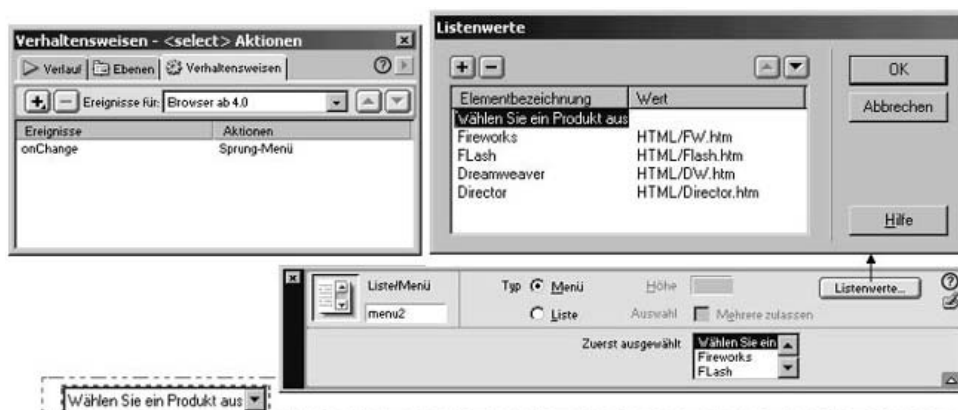 Verhaltensweisen - <select> Aktionen
Verlauf Ebenen Verhaltensweisen
Ereignisse für: Browser ab 4.0
Ereignisse Aktionen
onChange Sprung-Menü
Listenwerte
Elementbezeichnung Wert
Wählen Sie ein Produkt aus
Fireworks HTML/FW.htm
FLash HTML/Flash.htm
Dreamweaver HTML/DW.htm
Director HTML/Director.htm
OK
Abbrechen
Hilfe
Liste/Menü
menu2
Typ Menü
Liste
Höhe
Auswahl Mehrere zulassen
Listenwerte...
Zuerst ausgewählt
Wählen Sie ein
Fireworks
FLash
Wählen Sie ein Produkt aus